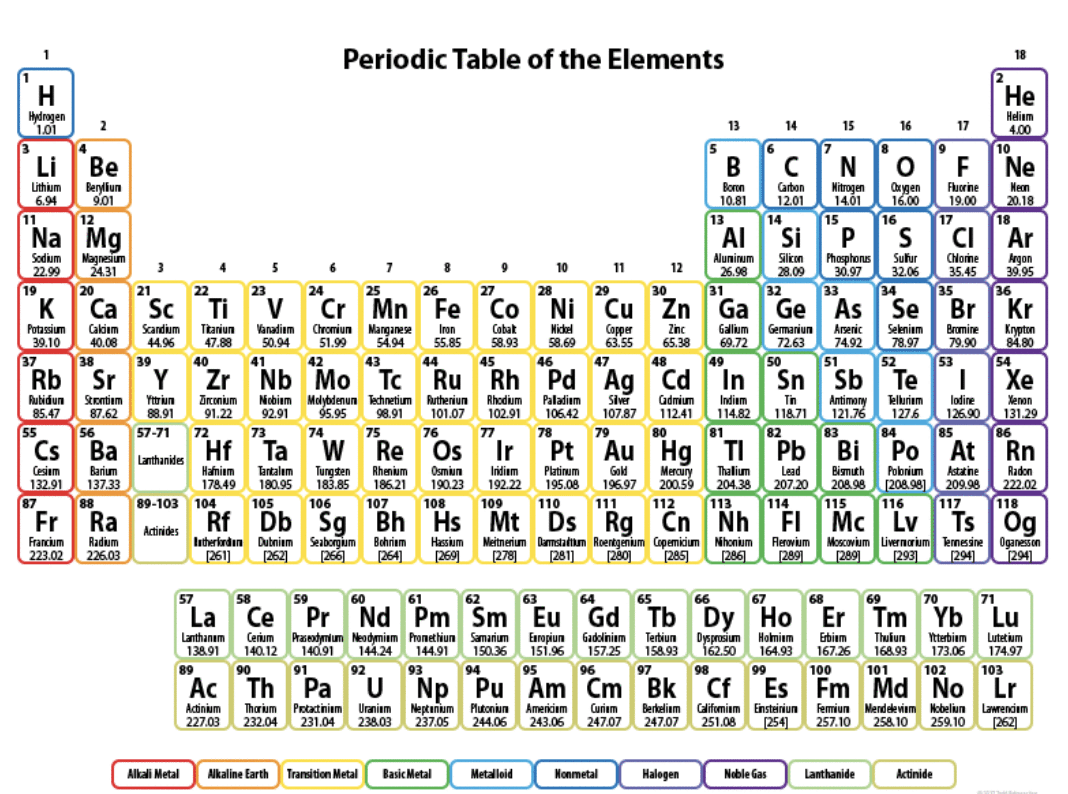 Periodic Table of the Elements
1 18
1 2
H He
Hydrogen Helium
1.01 2 13 14 15 16 17 4.00
3 4 5 6 7 8 9 10
Li Be B C N O F Ne
Lithium Beryllium Boron Carbon Nitrogen Oxygen Fluorine Neon
6.94 9.01 10.81 12.01 14.01 16.00 19.00 20.18
11 12 13 14 15 16 17 18
Na Mg Al Si P S Cl Ar
Sodium Magnesium Aluminum Silicon Phosphorus Sulfur Chlorine Argon
22.99 24.31 3 4 5 6 7 8 9 10 11 12 26.98 28.09 30.97 32.06 35.45 39.95
19 20 21 22 23 24 25 26 27 28 29 30 31 32 33 34 35 36
K Ca Sc Ti V Cr Mn Fe Co Ni Cu Zn Ga Ge As Se Br Kr
Potassium Calcium Scandium Titanium Vanadium Chromium Manganese Iron Cobalt Nickel Copper Zinc Gallium Germanium Arsenic Selenium Bromine Krypton
39.10 40.08 44.96 47.88 50.94 51.99 54.94 55.85 58.93 58.69 63.55 65.38 69.72 72.63 74.92 78.97 79.90 84.80
37 38 39 40 41 42 43 44 45 46 47 48 49 50 51 52 53 54
Rb Sr Y Zr Nb Mo Tc Ru Rh Pd Ag Cd In Sn Sb Te I Xe
Rubidium Strontium Yttrium Zirconium Niobium Molybdenum Technetium Ruthenium Rhodium Palladium Silver Cadmium Indium Tin Antimony Tellurium Iodine Xenon
85.47 87.62 88.91 91.22 92.91 95.95 98.91 101.07 102.91 106.42 107.87 112.41 114.82 118.71 121.76 127.6 126.90 131.29
55 56 57-71 72 73 74 75 76 77 78 79 80 81 82 83 84 85 86
Cs Ba Hf Ta W Re Os Ir Pt Au Hg Tl Pb Bi Po At Rn
Cesium Barium Lanthanides Hafnium Tantalum Tungsten Rhenium Osmium Iridium Platinum Gold Mercury Thallium Lead Bismuth Polonium Astatine Radon
132.91 137.33 178.49 180.95 183.85 186.21 190.23 192.22 195.08 196.97 200.59 204.38 207.20 208.98 [208.98] 209.98 222.02
87 88 89-103 104 105 106 107 108 109 110 111 112 113 114 115 116 117 118
Fr Ra Rf Db Sg Bh Hs Mt Ds Rg Cn Nh Fl Mc Lv Ts Og
Francium Radium Actinides Rutherfordium Dubnium Seaborgium Bohrium Hassium Meitnerium Darmstadtium Roentgenium Copernicium Nihonium Flerovium Moscovium Livermorium Tennessine Oganesson
223.02 226.03 [261] [262] [266] [264] [269] [278] [281] [280] [285] [286] [289] [289] [293] [294] [294]
57 58 59 60 61 62 63 64 65 66 67 68 69 70 71
La Ce Pr Nd Pm Sm Eu Gd Tb Dy Ho Er Tm Yb Lu
Lanthanum Cerium Praseodymium Neodymium Promethium Samarium Europium Gadolinium Terbium Dysprosium Holmium Erbium Thulium Ytterbium Lutetium
138.91 140.12 140.91 144.24 144.91 150.36 151.96 157.25 158.93 162.50 164.93 167.26 168.93 173.06 174.97
89 90 91 92 93 94 95 96 97 98 99 100 101 102 103
Ac Th Pa U Np Pu Am Cm Bk Cf Es Fm Md No Lr
Actinium Thorium Protactinium Uranium Neptunium Plutonium Americium Curium Berkelium Californium Einsteinium Fermium Mendelevium Nobelium Lawrencium
227.03 232.04 231.04 238.03 237.05 244.06 243.06 247.07 247.07 251.08 [254] 257.10 258.10 259.10 [262]
Alkali Metal Alkaline Earth Transition Metal Basic Metal Metalloid Nonmetal Halogen Noble Gas Lanthanide Actinide